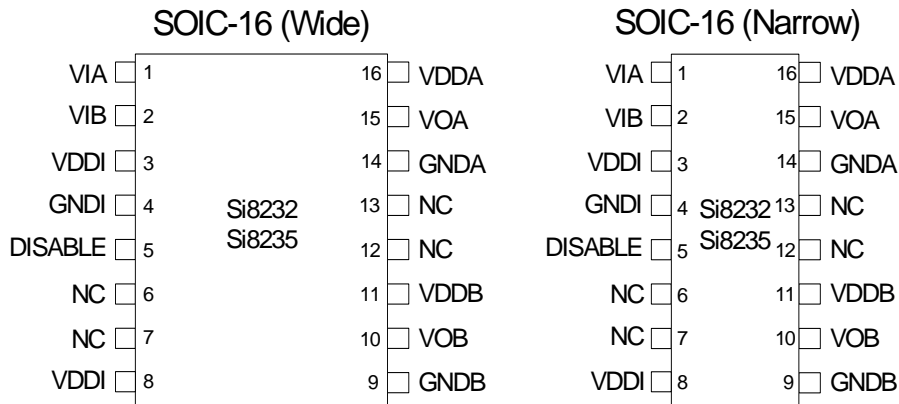 SOIC-16 (Wide)
VIA 1 16 VDDA
VIB 2 15 VOA
VDDI 3 14 GNDA
GNDI 4 Si8232 13 NC
DISABLE 5 Si8235 12 NC
NC 6 11 VDDB
NC 7 10 VOB
VDDI 8 9 GNDB
SOIC-16 (Narrow)
VIA 1 16 VDDA
VIB 2 15 VOA
VDDI 3 14 GNDA
GNDI 4 Si8232 13 NC
DISABLE 5 Si8235 12 NC
NC 6 11 VDDB
NC 7 10 VOB
VDDI 8 9 GNDB